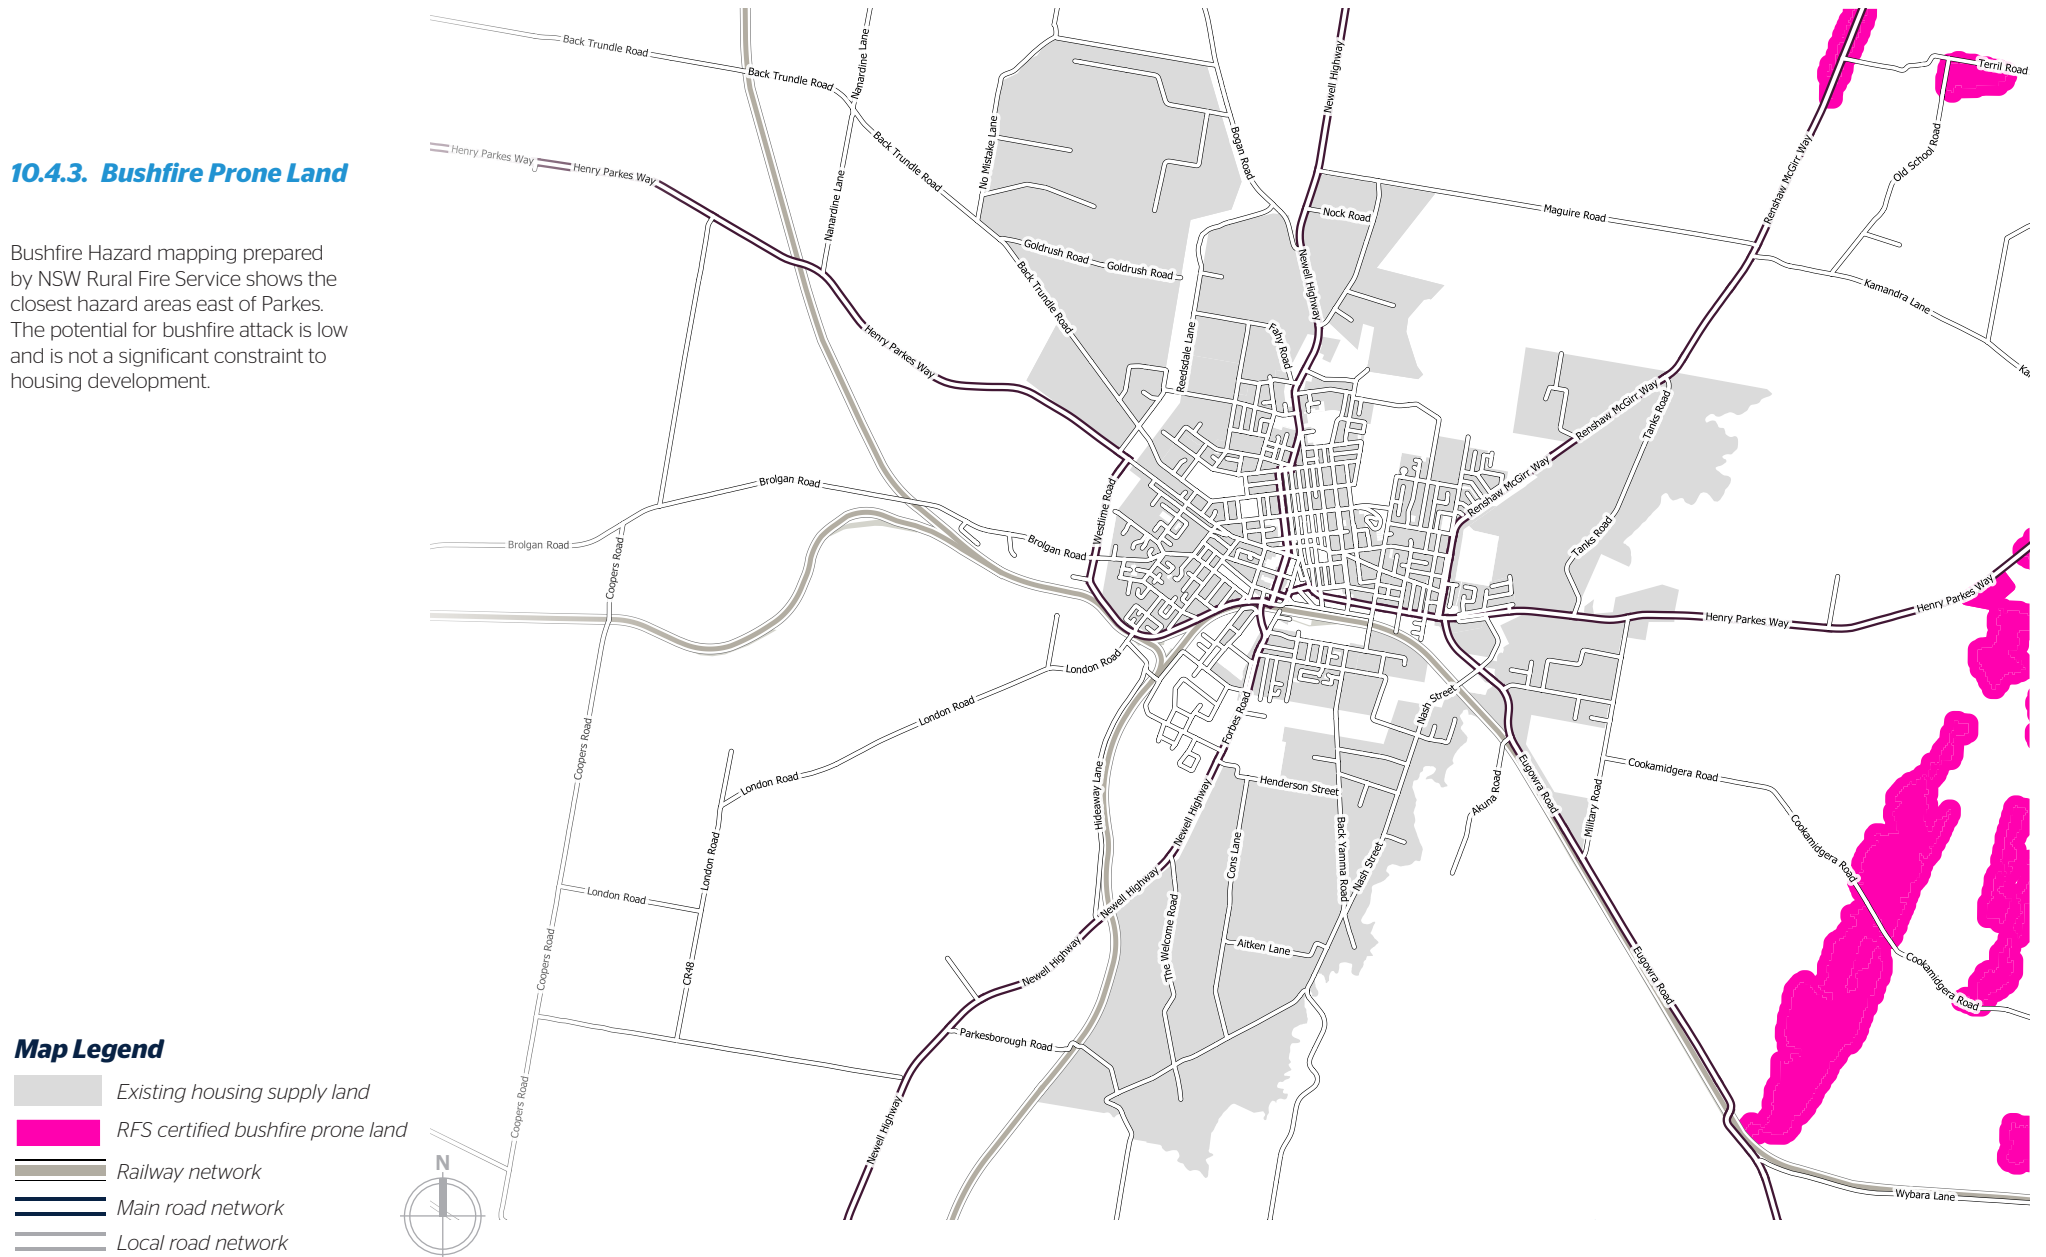 10.4.3. Bushfire Prone Land
Bushfire Hazard mapping prepared
by NSW Rural Fire Service shows the
closest hazard areas east of Parkes.
The potential for bushfire attack is low
and is not a significant constraint to
housing development.
Back Trundle Road
Back Trundle Road
Nanardine Lane
Henry Parkes Way
Henry Parkes Way
Nanardine Lane
Back Trundle Road
No Mistake Lane
Bogan Road
Newell Highway
Nock Road
Maguire Road
Renshaw McGirr Way
Terril Road
Old School Road
Kamandra Lane
Ka
Goldrush Road
Goldrush Road
Back Trundle Road
Newell Highway
Fahy Road
Reedsdale Lane
Henry Parkes Way
Renshaw McGirr Way
Tanks Road
Renshaw McGirr Way
Renshaw McGirr Way
Tanks Road
Brolgan Road
Westlime Road
Brolgan Road
Brolgan Road
Coopers Road
Henry Parkes Way
Henry Parkes Way
London Road
London Road
London Road
Coopers Road
London Road
London Road
Coopers Road
CR48
Coopers Road
Hideaway Lane
Forbes Road
Nash Street
Henderson Street
Newell Highway
Cons Lane
Back Yamma Road
Nash Street
Akuna Road
Eugowra Road
Military Road
Cookamidgera Road
Cookamidgera Road
Cookamidgera Road
Eugowra Road
Newell Highway
The Welcome Road
Aitken Lane
Newell Highway
Parkesborough Road
Newell Highway
Wybara Lane
Map Legend
Existing housing supply land
RFS certified bushfire prone land
Railway network
Main road network
Local road network
N